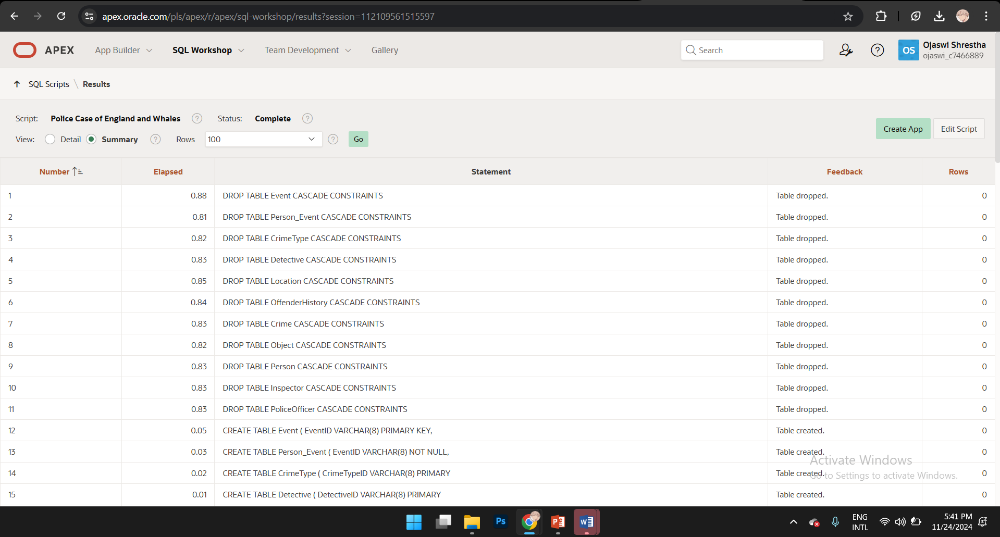 apex.oracle.com/pls/apex/r/apex/sql-workshop/results?session=112109561515597
APEX App Builder SQL Workshop Team Development Gallery Search OS Ojaswi Shrestha
ojaswi_c7466889
SQL Scripts \ Results
Script: Police Case of England and Whales ? Status: Complete ?
Create App Edit Script
View: Detail Summary ? Rows 100 ? Go
Number Elapsed Statement Feedback Rows
1 0.88 DROP TABLE Event CASCADE CONSTRAINTS Table dropped. 0
2 0.81 DROP TABLE Person_Event CASCADE CONSTRAINTS Table dropped. 0
3 0.82 DROP TABLE CrimeType CASCADE CONSTRAINTS Table dropped. 0
4 0.83 DROP TABLE Detective CASCADE CONSTRAINTS Table dropped. 0
5 0.85 DROP TABLE Location CASCADE CONSTRAINTS Table dropped. 0
6 0.84 DROP TABLE OffenderHistory CASCADE CONSTRAINTS Table dropped. 0
7 0.83 DROP TABLE Crime CASCADE CONSTRAINTS Table dropped. 0
8 0.82 DROP TABLE Object CASCADE CONSTRAINTS Table dropped. 0
9 0.83 DROP TABLE Person CASCADE CONSTRAINTS Table dropped. 0
10 0.83 DROP TABLE Inspector CASCADE CONSTRAINTS Table dropped. 0
11 0.83 DROP TABLE PoliceOfficer CASCADE CONSTRAINTS Table dropped. 0
12 0.05 CREATE TABLE Event ( EventID VARCHAR(8) PRIMARY KEY, Table created. 0
13 0.03 CREATE TABLE Person_Event ( EventID VARCHAR(8) NOT NULL, Table created. 0
Activate Windows
14 0.02 CREATE TABLE CrimeType ( CrimeTypeID VARCHAR(8) PRIMARY Table created. 0
Go to Settings to activate Windows.
15 0.01 CREATE TABLE Detective ( DetectiveID VARCHAR(8) PRIMARY Table created. 0
Ps P W ENG
INTL
5:41 PM
11/24/2024